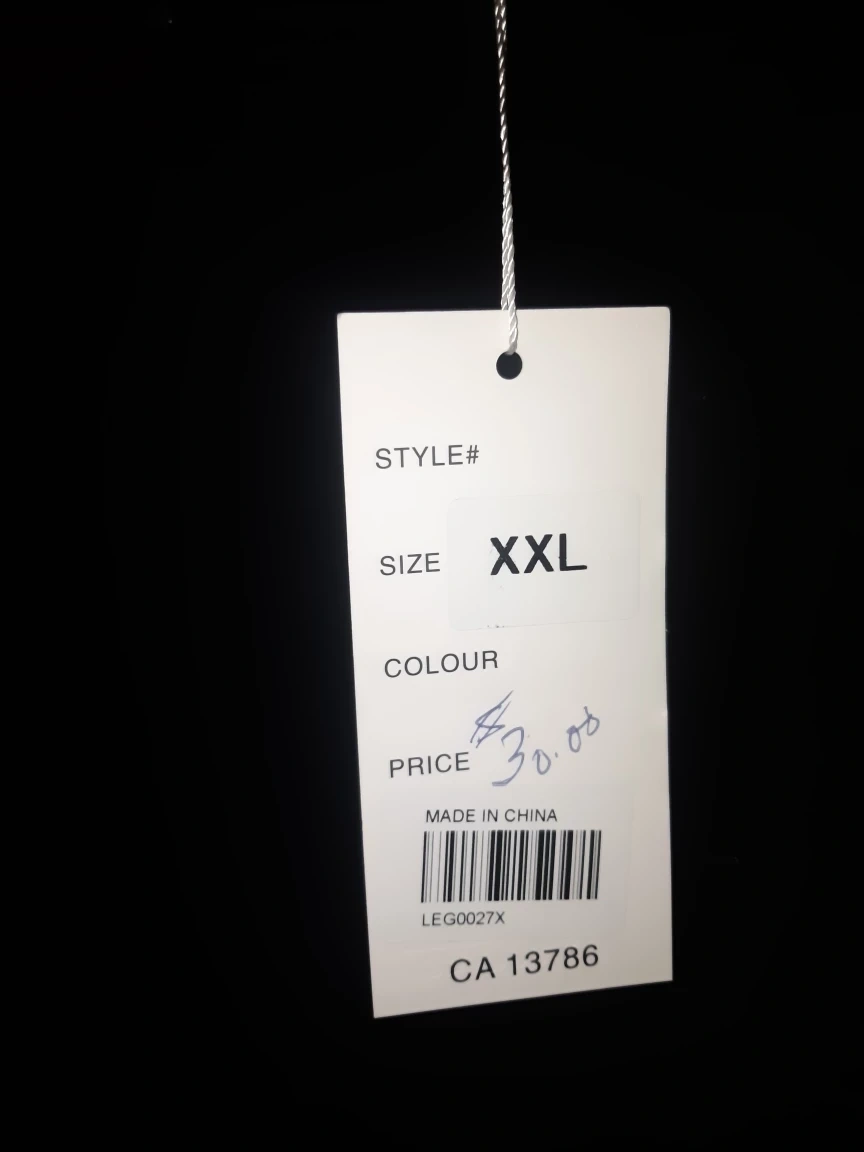 STYLE#
SIZE XXL
COLOUR
PRICE $30.00
MADE IN CHINA
LEG0027X
CA 13786